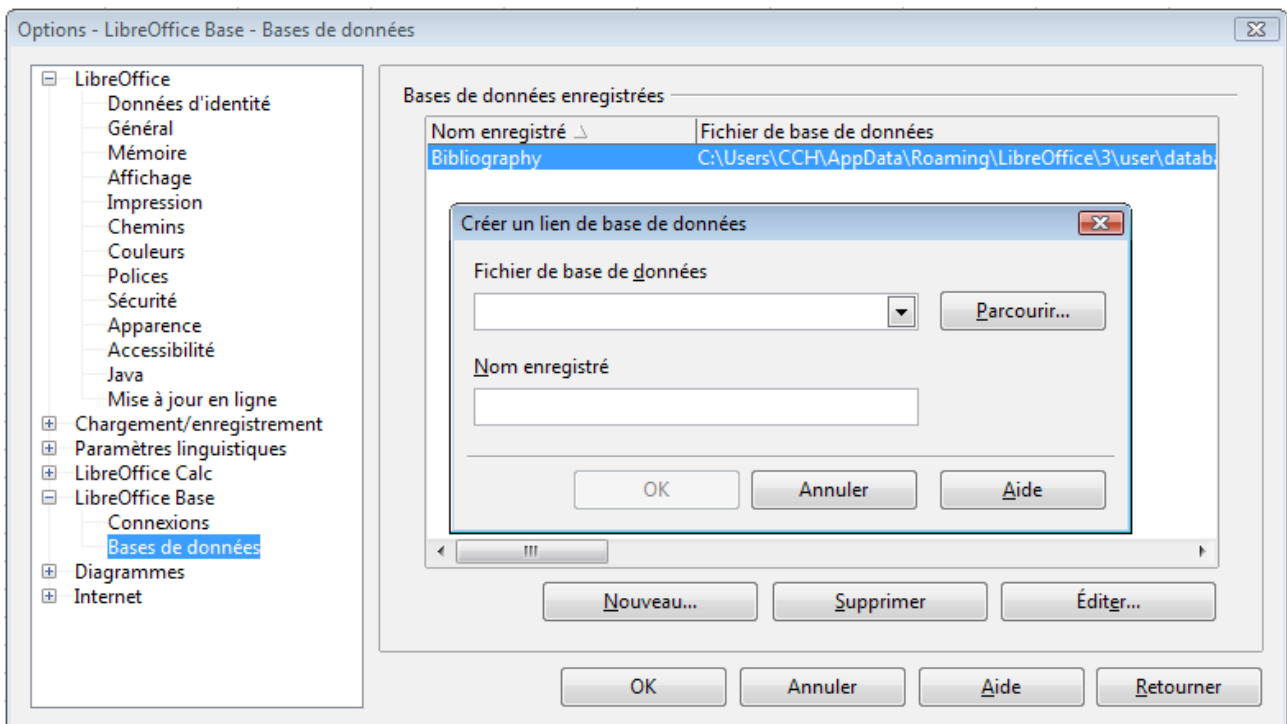 Options - LibreOffice Base - Bases de données
LibreOffice
Données d'identité
Général
Mémoire
Affichage
Impression
Chemins
Couleurs
Polices
Sécurité
Apparence
Accessibilité
Java
Mise à jour en ligne
Chargement/enregistrement
Paramètres linguistiques
LibreOffice Calc
LibreOffice Base
Connexions
Bases de données
Diagrammes
Internet
Bases de données enregistrées
Nom enregistré Fichier de base de données
Bibliography C:\Users\CCH\AppData\Roaming\LibreOffice\3\user\databa
Créer un lien de base de données
Fichier de base de données
Parcourir...
Nom enregistré
OK Annuler Aide
Nouveau... Supprimer Éditer...
OK Annuler Aide Retourner